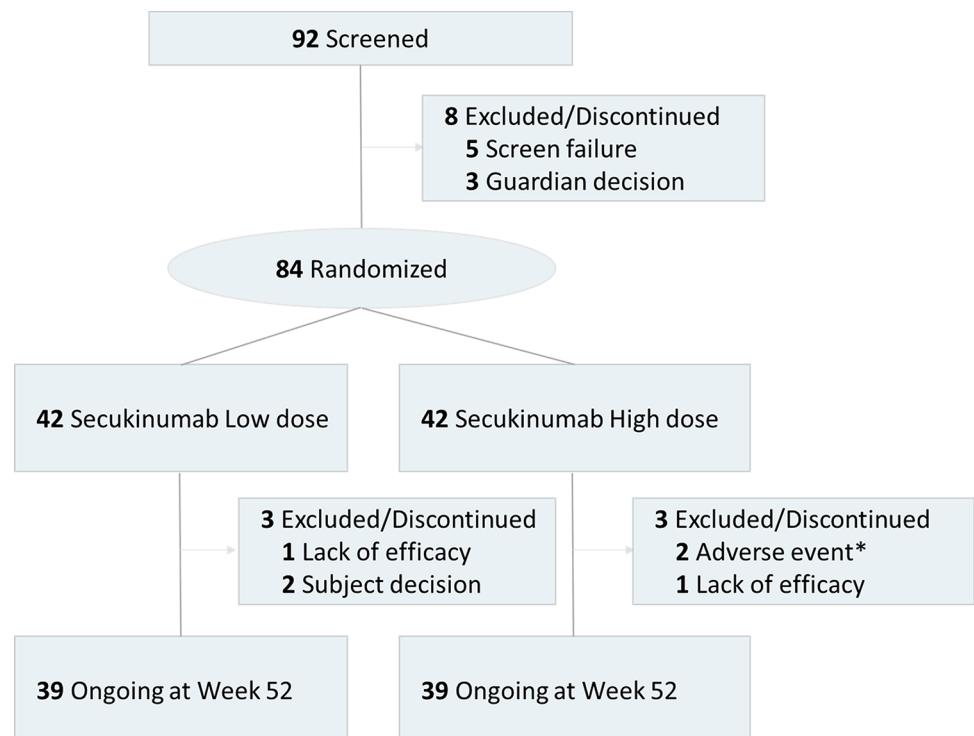 92 Screened
8 Excluded/Discontinued
5 Screen failure
3 Guardian decision
84 Randomized
42 Secukinumab Low dose
42 Secukinumab High dose
3 Excluded/Discontinued
1 Lack of efficacy
2 Subject decision
3 Excluded/Discontinued
2 Adverse event*
1 Lack of efficacy
39 Ongoing at Week 52
39 Ongoing at Week 52